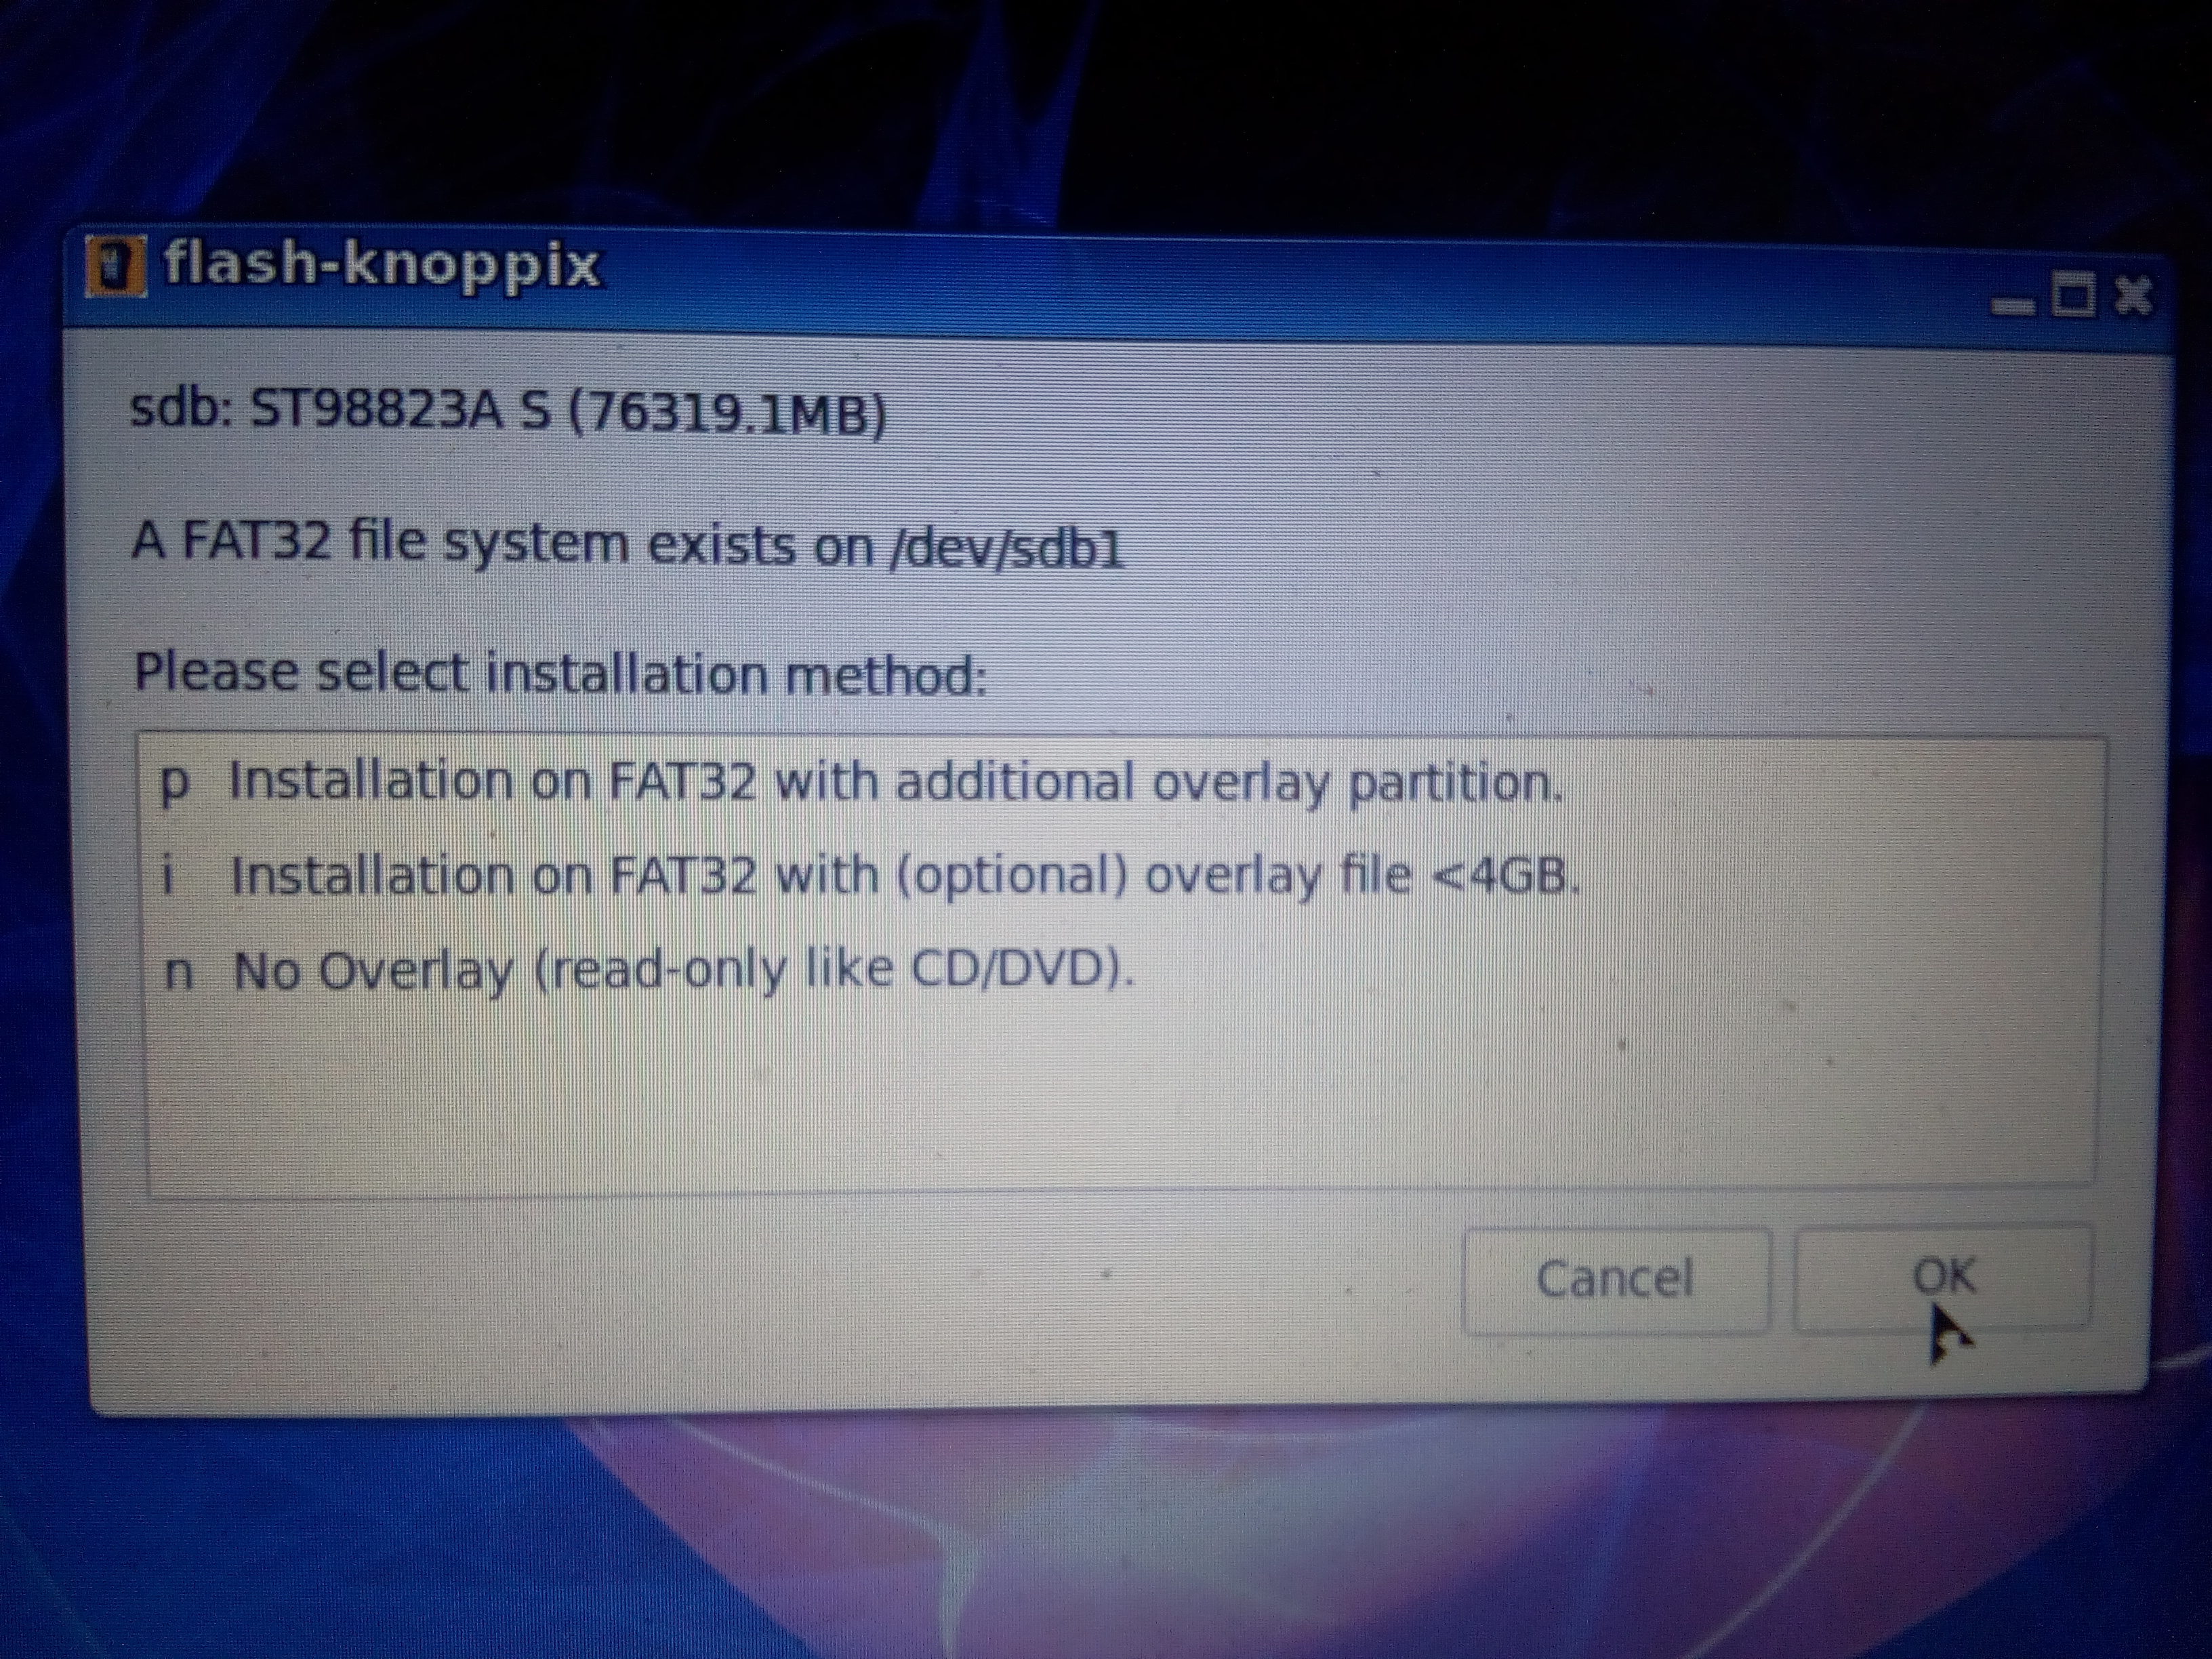 flash-knoppix
sdb: ST98823A S (76319.1MB)
A FAT32 file system exists on /dev/sdb1
Please select installation method:
p Installation on FAT32 with additional overlay partition.
i Installation on FAT32 with (optional) overlay file <4GB.
n No Overlay (read-only like CD/DVD).
Cancel OK